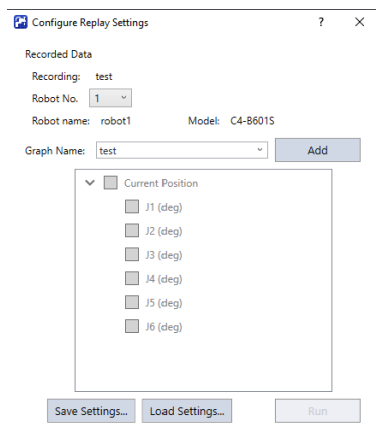 Configure Replay Settings ? ×
Recorded Data
Recording: test
Robot No. 1
Robot name: robot1 Model: C4-B601S
Graph Name: test Add
Current Position
J1 (deg)
J2 (deg)
J3 (deg)
J4 (deg)
J5 (deg)
J6 (deg)
Save Settings... Load Settings... Run